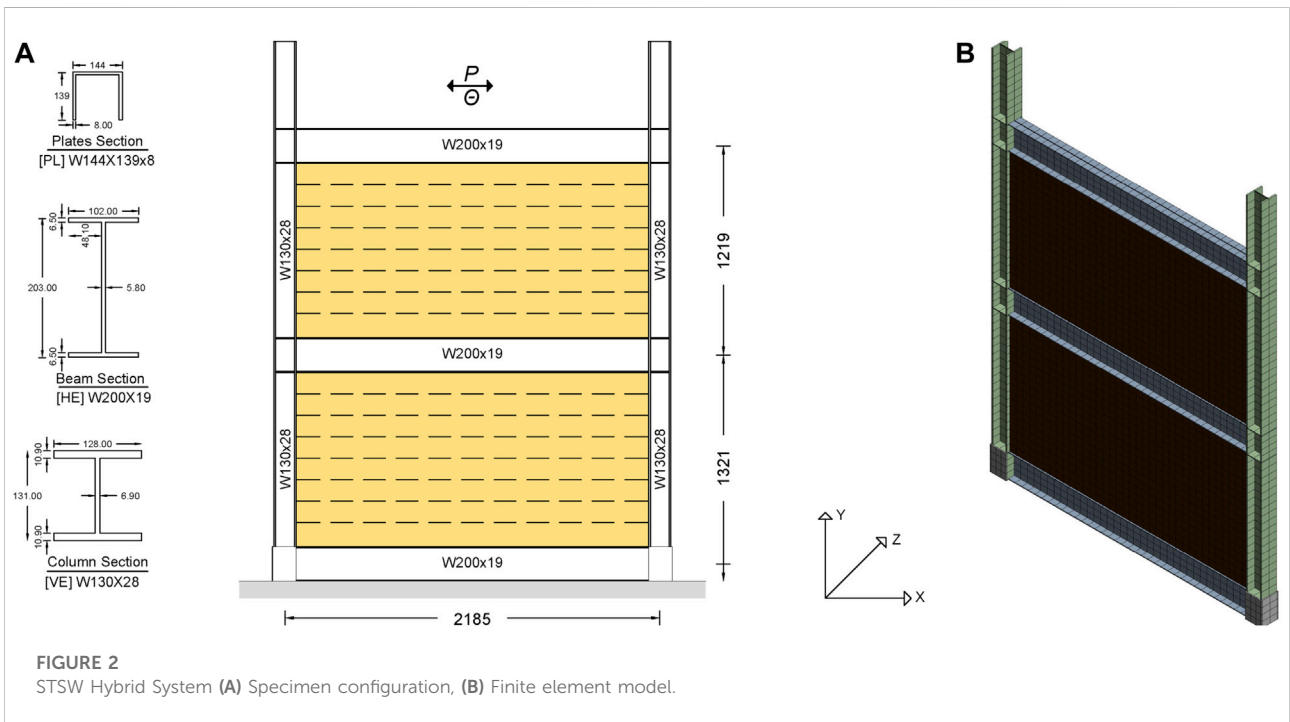 A
144
139
8.00
Plates Section
[PL] W144X139x8
102.00
6.50
48.10
203.00
5.80
6.50
Beam Section
[HE] W200X19
128.00
10.90
131.00
6.90
10.90
Column Section
[VE] W130X28
P
Θ
W200x19
W130x28
W130x28
1219
W200x19
W130x28
W130x28
1321
W200x19
2185
Y
Z
X
B
FIGURE 2
STSW Hybrid System (A) Specimen configuration, (B) Finite element model.